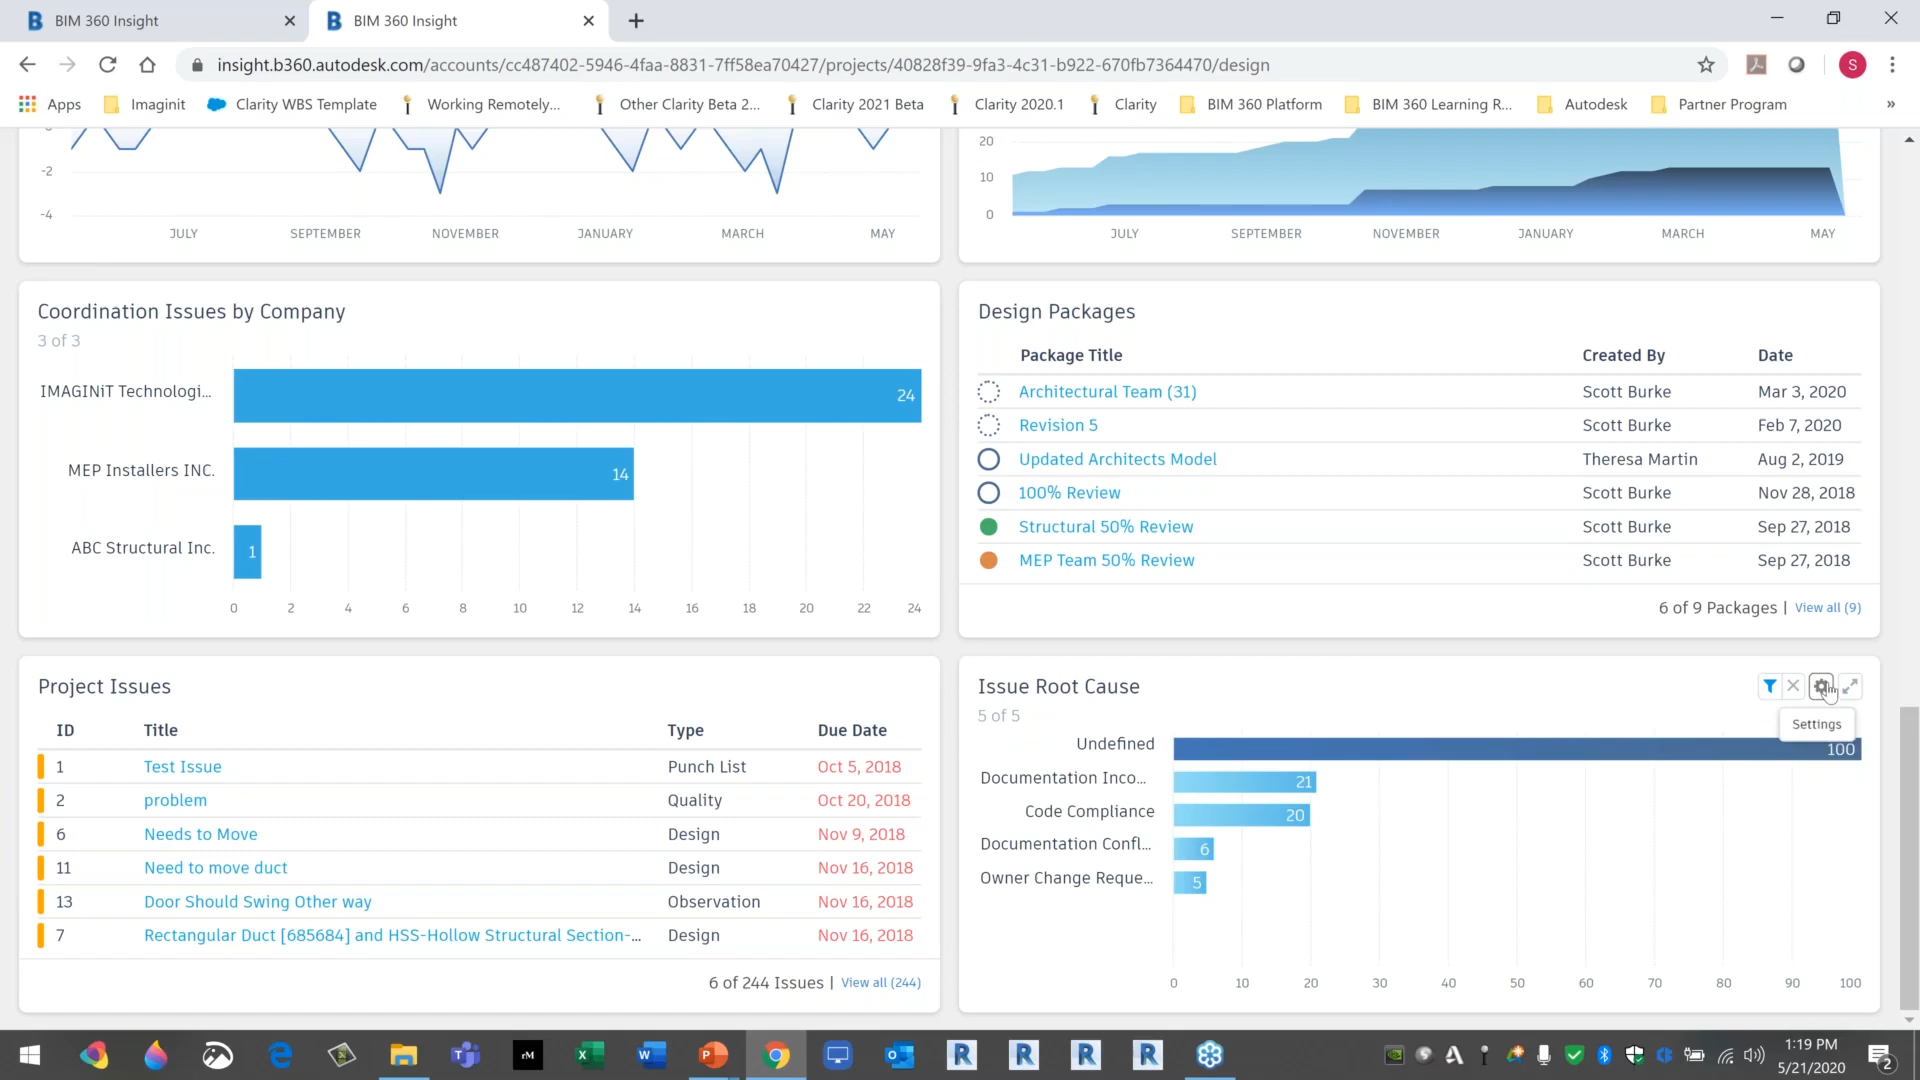 BIM 360 Insight
BIM 360 Insight
insight.b360.autodesk.com/accounts/cc487402-5946-4faa-8831-7ff58ea70427/projects/40828f39-9fa3-4c31-b922-670fb7364470/design
S
Apps
Imaginit
Clarity WBS Template
Working Remotely...
Other Clarity Beta 2...
Clarity 2021 Beta
Clarity 2020.1
Clarity
BIM 360 Platform
BIM 360 Learning R...
Autodesk
Partner Program
»
-2
-4
JULY SEPTEMBER NOVEMBER JANUARY MARCH MAY
20
10
0
JULY SEPTEMBER NOVEMBER JANUARY MARCH MAY
Coordination Issues by Company
3 of 3
IMAGINiT Technologi... 24
MEP Installers INC. 14
ABC Structural Inc. 1
0 2 4 6 8 10 12 14 16 18 20 22 24
Design Packages
Package Title Created By Date
Architectural Team (31) Scott Burke Mar 3, 2020
Revision 5 Scott Burke Feb 7, 2020
Updated Architects Model Theresa Martin Aug 2, 2019
100% Review Scott Burke Nov 28, 2018
Structural 50% Review Scott Burke Sep 27, 2018
MEP Team 50% Review Scott Burke Sep 27, 2018
6 of 9 Packages | View all (9)
Project Issues
ID Title Type Due Date
1 Test Issue Punch List Oct 5, 2018
2 problem Quality Oct 20, 2018
6 Needs to Move Design Nov 9, 2018
11 Need to move duct Design Nov 16, 2018
13 Door Should Swing Other way Observation Nov 16, 2018
7 Rectangular Duct [685684] and HSS-Hollow Structural Section-... Design Nov 16, 2018
6 of 244 Issues | View all (244)
Issue Root Cause
5 of 5
Settings
Undefined 100
Documentation Inco... 21
Code Compliance 20
Documentation Confl... 6
Owner Change Reque... 5
0 10 20 30 40 50 60 70 80 90 100
1:19 PM
5/21/2020
2